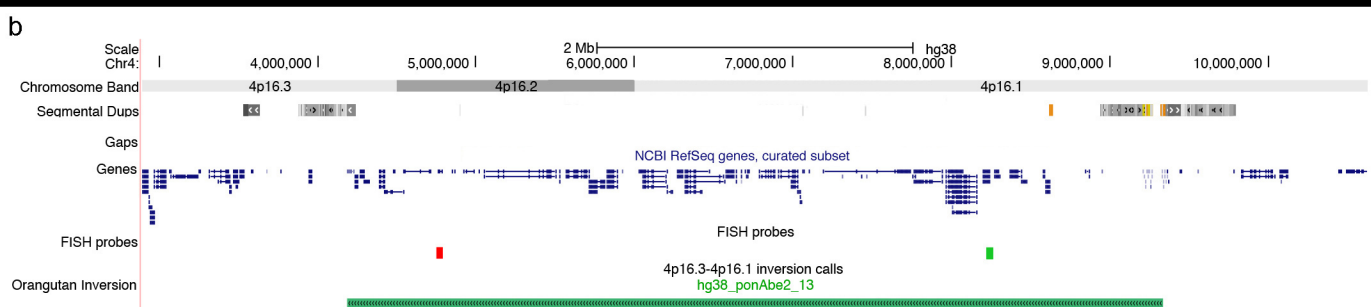 b
Scale 2 Mb hg38
Chr4: 4,000,000 5,000,000 6,000,000 7,000,000 8,000,000 9,000,000 10,000,000
Chromosome Band 4p16.3 4p16.2 4p16.1
Segmental Dups
Gaps
NCBI RefSeq genes, curated subset
Genes
FISH probes
FISH probes
4p16.3-4p16.1 inversion calls
Orangutan Inversion hg38_ponAbe2_13